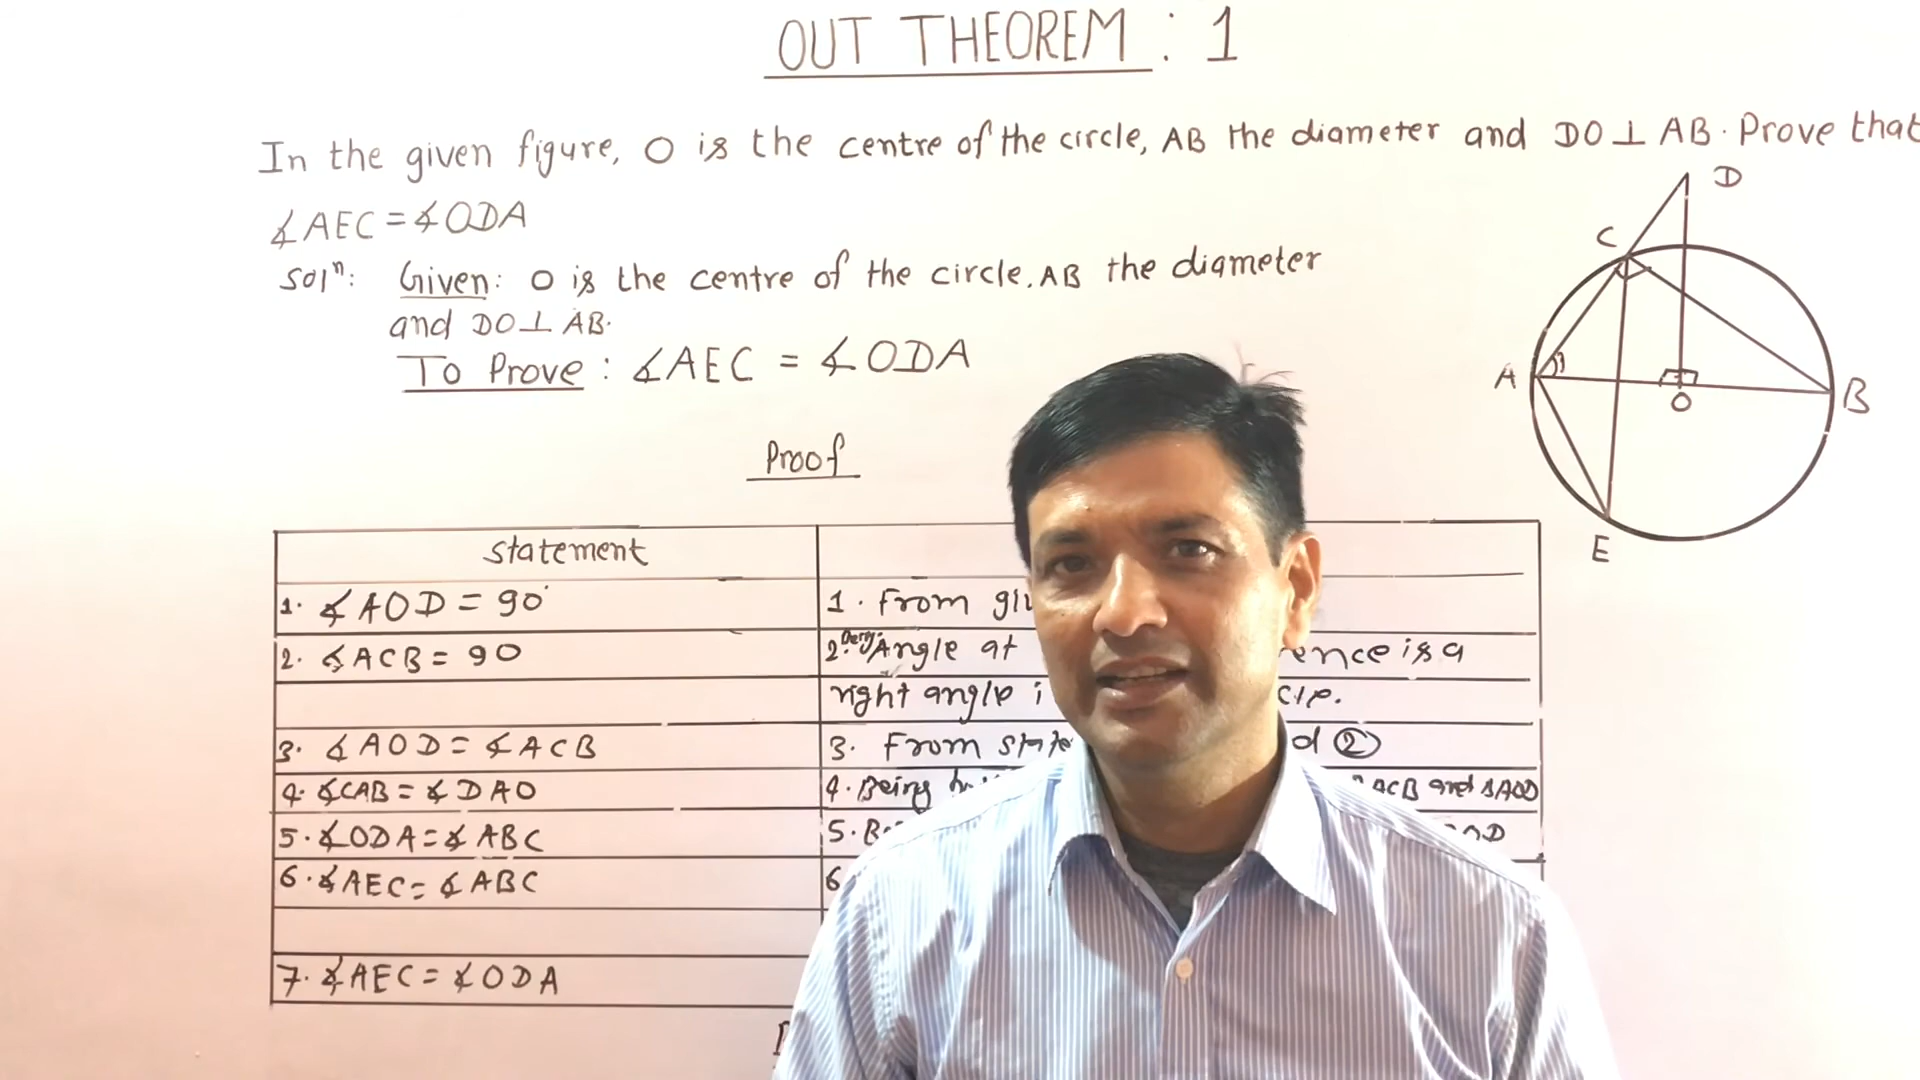 OUT THEOREM : 1
In the given figure, O is the centre of the circle, AB the diameter and DO ⊥ AB. Prove that
∡AEC = ∡ODA
Solⁿ: Given: O is the centre of the circle. AB the diameter
and DO ⊥ AB.
To Prove : ∡AEC = ∡ODA
D
C
A
O
B
E
Proof
statement
1. ∡AOD = 90°
1. From
2. ∡ACB = 90
2. Being Angle at is a
right angle
3. ∡AOD = ∡ACB
3. From ②
4. ∡CAB = ∡DAO
4. Being ACB and ΔAOD
5. ∡ODA = ∡ABC
5.
6. ∡AEC = ∡ABC
6
7. ∡AEC = ∡ODA